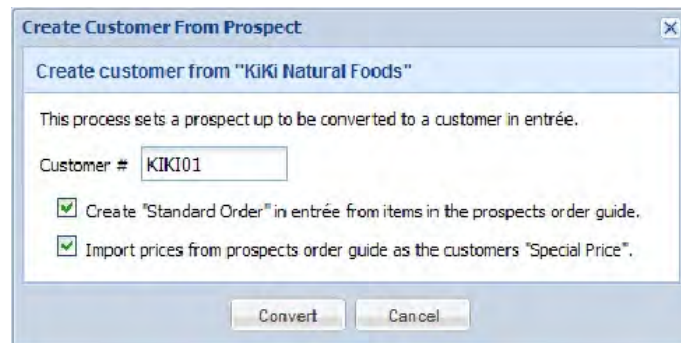 Create Customer From Prospect
Create customer from "KiKi Natural Foods"
This process sets a prospect up to be converted to a customer in entrée.
Customer # KIKI01
Create "Standard Order" in entrée from items in the prospects order guide.
Import prices from prospects order guide as the customers "Special Price".
Convert Cancel